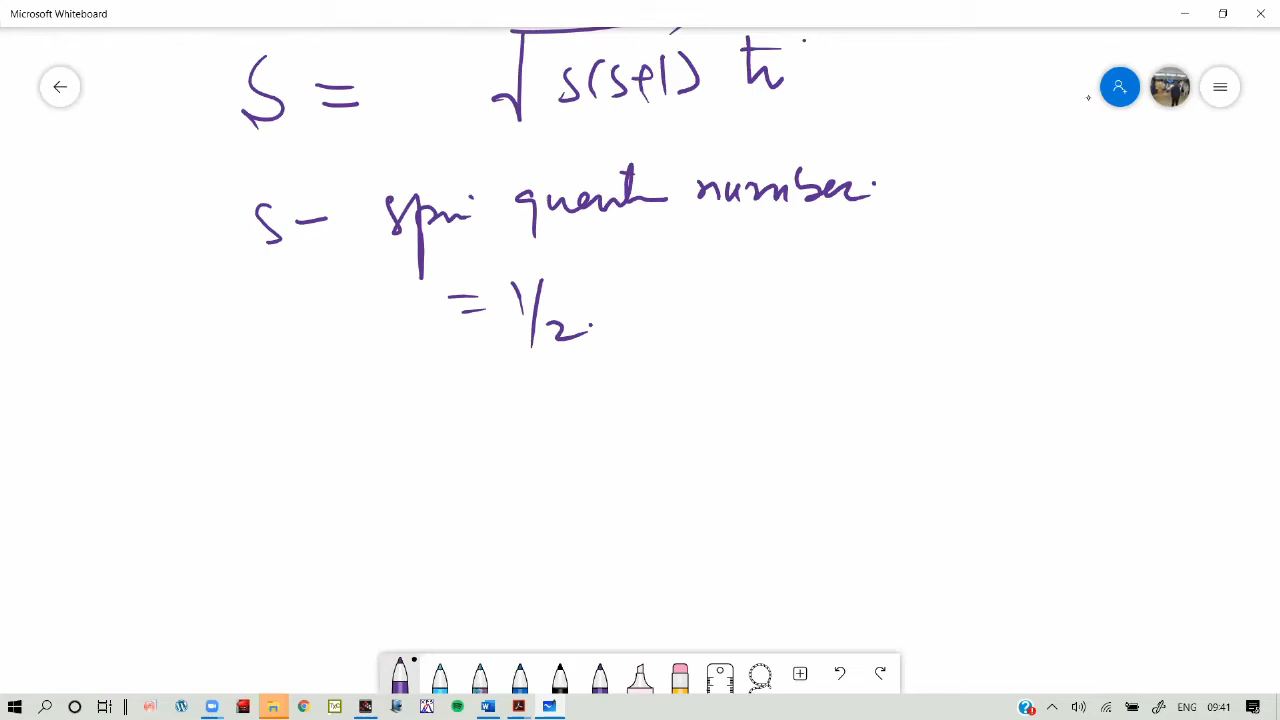 Microsoft Whiteboard
S = √s(s+1) ħ
s – spin quantum number.
= 1/2.
ENG 09:41